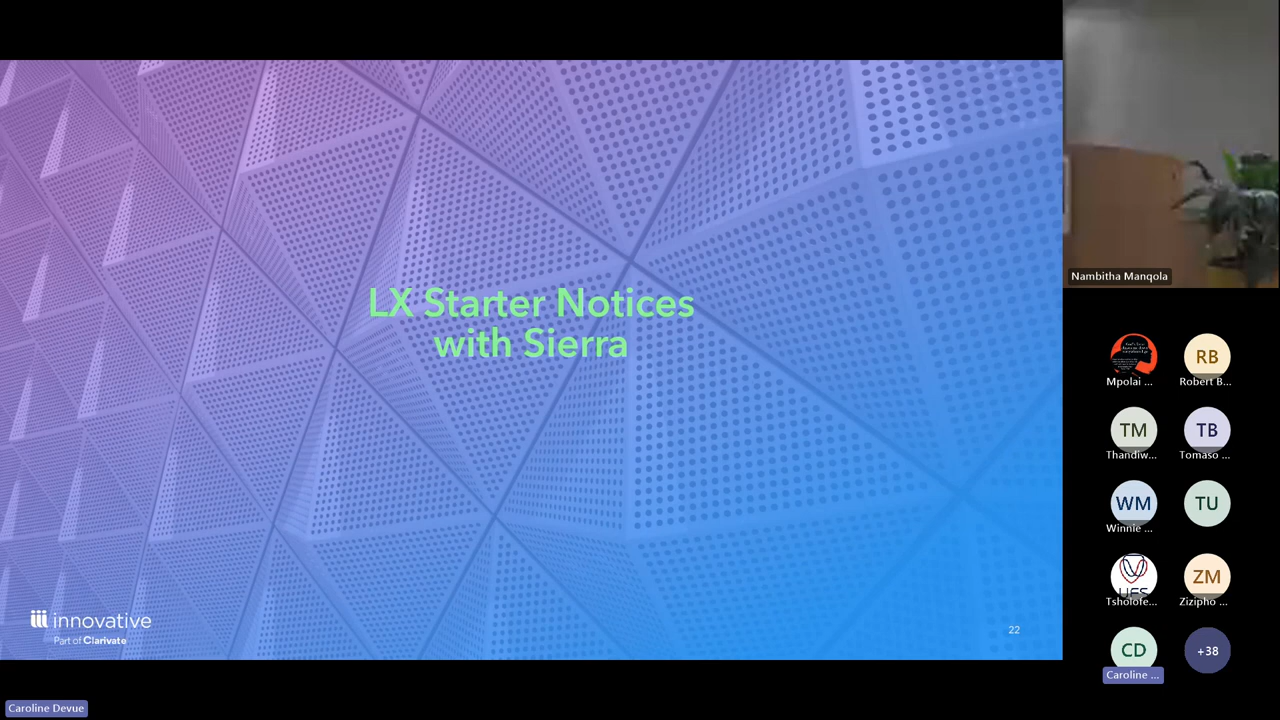 LX Starter Notices
with Sierra
innovative
Part of Clarivate
22
Caroline Devue
Nambitha Manqola
Mpolai ...
RB
Robert B...
TM
Thandiw...
TB
Tomaso ...
WM
Winnie ...
TU
UFS
Tsholofe...
ZM
Zizipho ...
CD
Caroline ...
+38